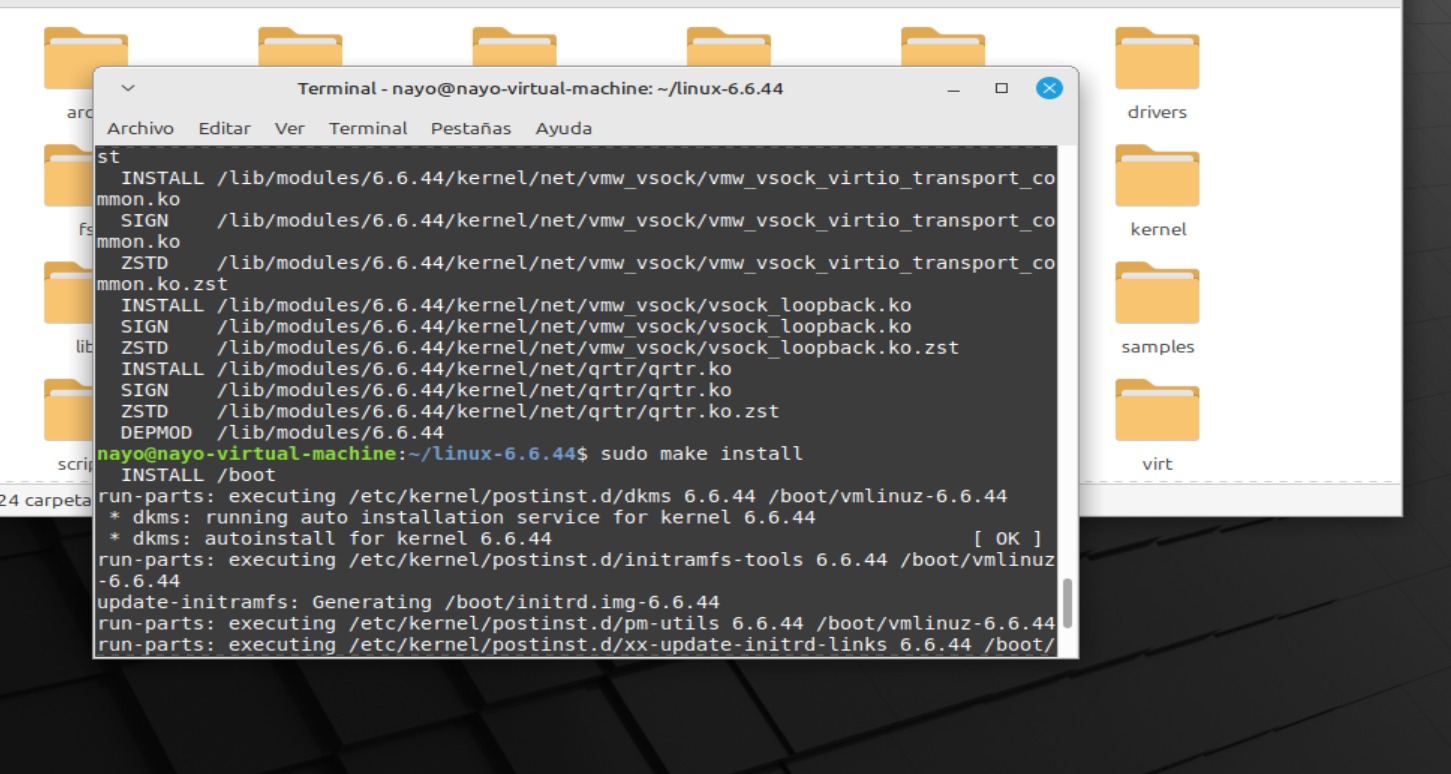 Terminal - nayo@nayo-virtual-machine: ~/linux-6.6.44
Archivo Editar Ver Terminal Pestañas Ayuda
st
INSTALL /lib/modules/6.6.44/kernel/net/vmw_vsock/vmw_vsock_virtio_transport_co
mmon.ko
SIGN /lib/modules/6.6.44/kernel/net/vmw_vsock/vmw_vsock_virtio_transport_co
mmon.ko
ZSTD /lib/modules/6.6.44/kernel/net/vmw_vsock/vmw_vsock_virtio_transport_co
mmon.ko.zst
INSTALL /lib/modules/6.6.44/kernel/net/vmw_vsock/vsock_loopback.ko
SIGN /lib/modules/6.6.44/kernel/net/vmw_vsock/vsock_loopback.ko
ZSTD /lib/modules/6.6.44/kernel/net/vmw_vsock/vsock_loopback.ko.zst
INSTALL /lib/modules/6.6.44/kernel/net/qrtr/qrtr.ko
SIGN /lib/modules/6.6.44/kernel/net/qrtr/qrtr.ko
ZSTD /lib/modules/6.6.44/kernel/net/qrtr/qrtr.ko.zst
DEPMOD /lib/modules/6.6.44
nayo@nayo-virtual-machine:~/linux-6.6.44$ sudo make install
INSTALL /boot
run-parts: executing /etc/kernel/postinst.d/dkms 6.6.44 /boot/vmlinuz-6.6.44
* dkms: running auto installation service for kernel 6.6.44
* dkms: autoinstall for kernel 6.6.44 [ OK ]
run-parts: executing /etc/kernel/postinst.d/initramfs-tools 6.6.44 /boot/vmlinuz
-6.6.44
update-initramfs: Generating /boot/initrd.img-6.6.44
run-parts: executing /etc/kernel/postinst.d/pm-utils 6.6.44 /boot/vmlinuz-6.6.44
run-parts: executing /etc/kernel/postinst.d/xx-update-initrd-links 6.6.44 /boot/
drivers
kernel
samples
virt
24 carpeta